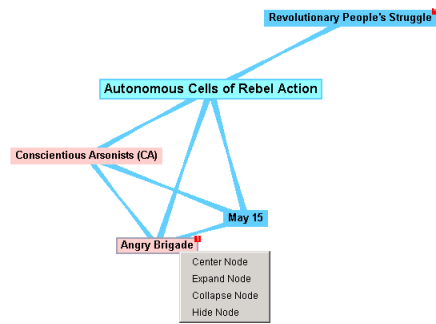 Revolutionary People's Struggle
Autonomous Cells of Rebel Action
Conscientious Arsonists (CA)
May 15
Angry Brigade
Center Node
Expand Node
Collapse Node
Hide Node